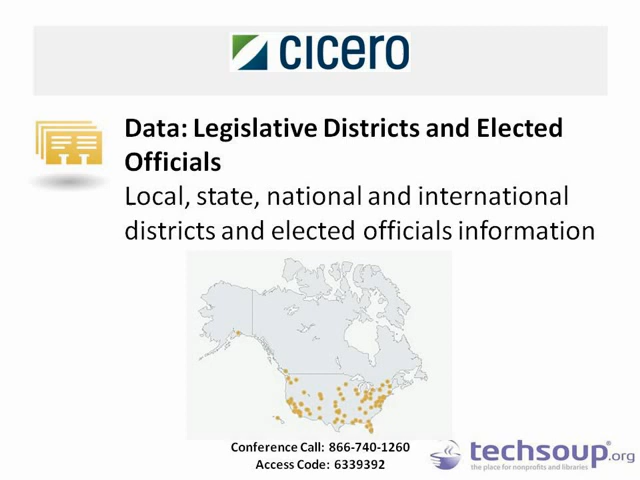 cicero
Data: Legislative Districts and Elected
Officials
Local, state, national and international
districts and elected officials information
Conference Call: 866-740-1260
Access Code: 6339392
techsoup®.org
the place for nonprofits and libraries